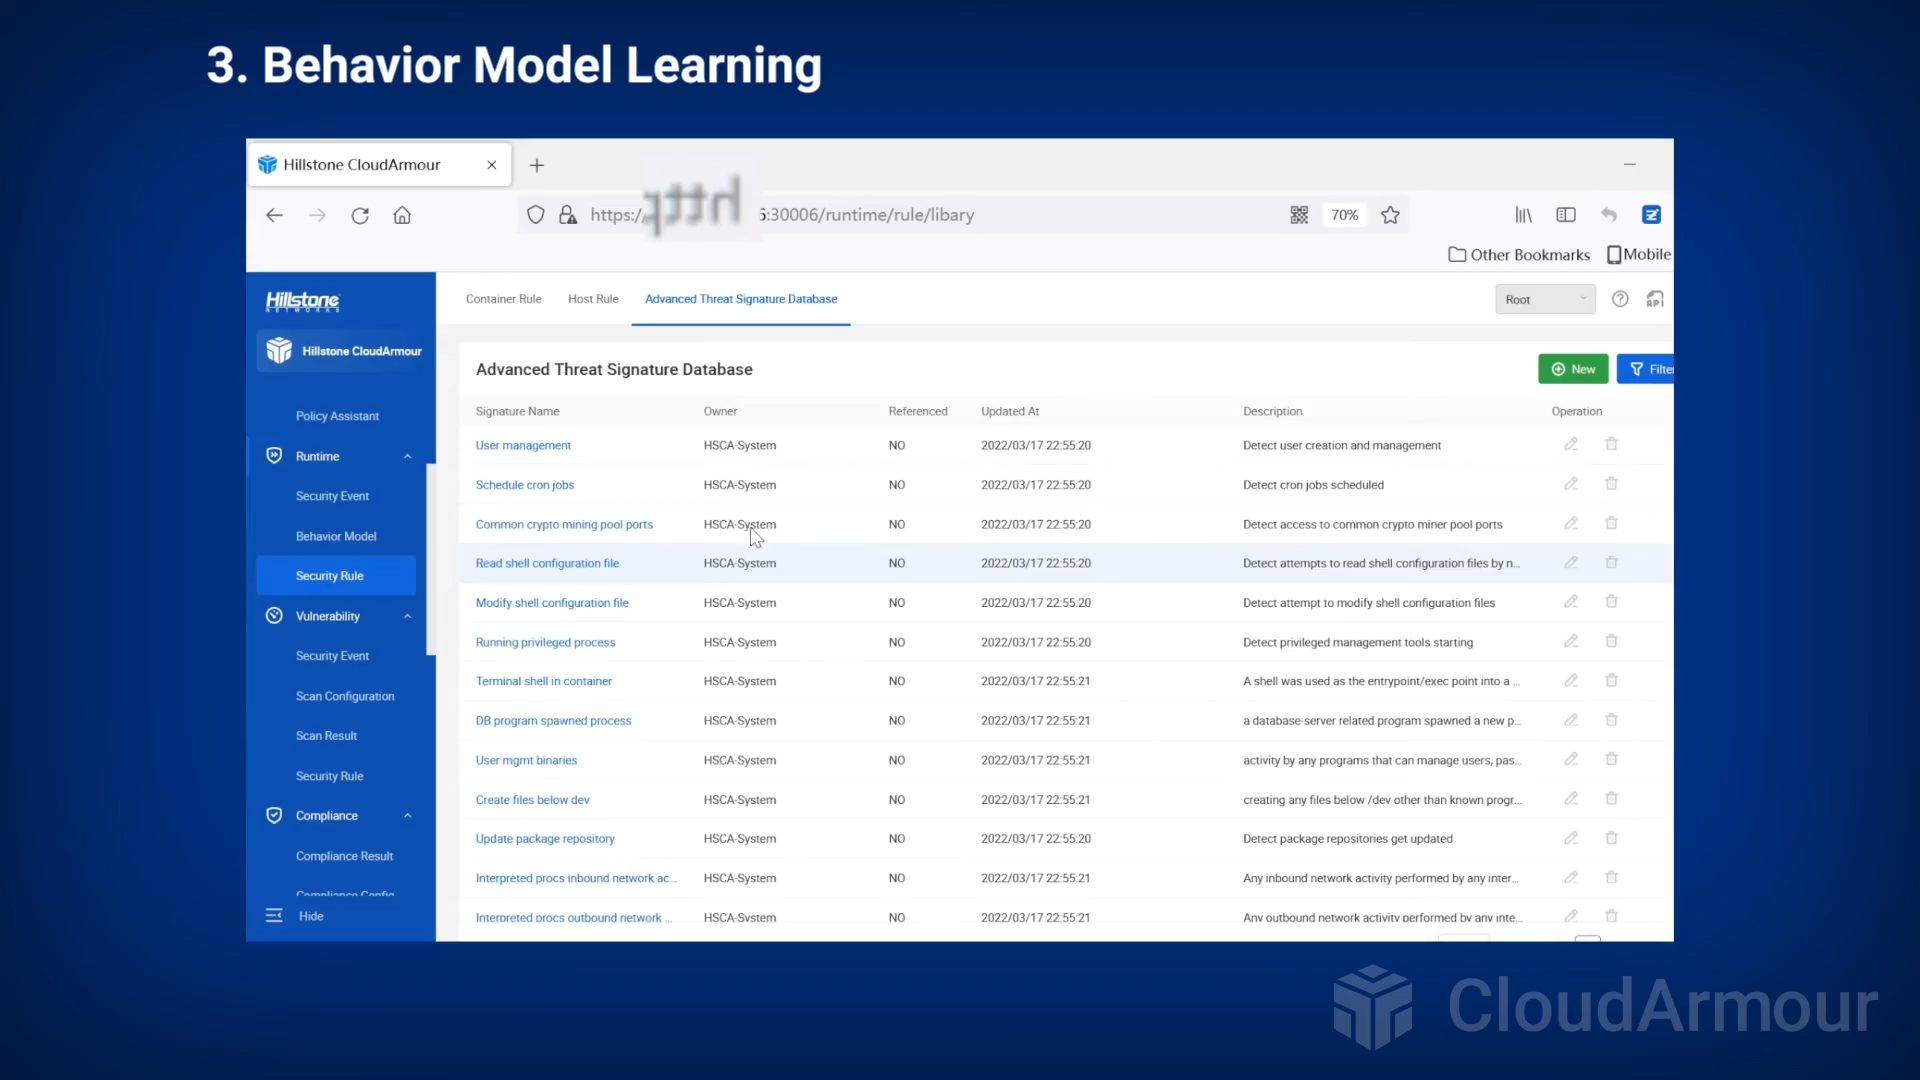 3. Behavior Model Learning
Hillstone CloudArmour
https:/
:30006/runtime/rule/libary
70%
Other Bookmarks
Mobile
Hillstone
NETWORKS
Hillstone CloudArmour
Policy Assistant
Runtime
Security Event
Behavior Model
Security Rule
Vulnerability
Security Event
Scan Configuration
Scan Result
Security Rule
Compliance
Compliance Result
Compliance Config
Hide
Container Rule Host Rule Advanced Threat Signature Database
Root
API
Advanced Threat Signature Database
New
Filte
Signature Name Owner Referenced Updated At Description Operation
User management HSCA-System NO 2022/03/17 22:55:20 Detect user creation and management
Schedule cron jobs HSCA-System NO 2022/03/17 22:55:20 Detect cron jobs scheduled
Common crypto mining pool ports HSCA-System NO 2022/03/17 22:55:20 Detect access to common crypto miner pool ports
Read shell configuration file HSCA-System NO 2022/03/17 22:55:20 Detect attempts to read shell configuration files by n...
Modify shell configuration file HSCA-System NO 2022/03/17 22:55:20 Detect attempt to modify shell configuration files
Running privileged process HSCA-System NO 2022/03/17 22:55:20 Detect privileged management tools starting
Terminal shell in container HSCA-System NO 2022/03/17 22:55:21 A shell was used as the entrypoint/exec point into a ...
DB program spawned process HSCA-System NO 2022/03/17 22:55:21 a database-server related program spawned a new p...
User mgmt binaries HSCA-System NO 2022/03/17 22:55:21 activity by any programs that can manage users, pas...
Create files below dev HSCA-System NO 2022/03/17 22:55:21 creating any files below /dev other than known progr...
Update package repository HSCA-System NO 2022/03/17 22:55:20 Detect package repositories get updated
Interpreted procs inbound network ac... HSCA-System NO 2022/03/17 22:55:21 Any inbound network activity performed by any inter...
Interpreted procs outbound network ... HSCA-System NO 2022/03/17 22:55:21 Any outbound network activity performed by any inte...
CloudArmour